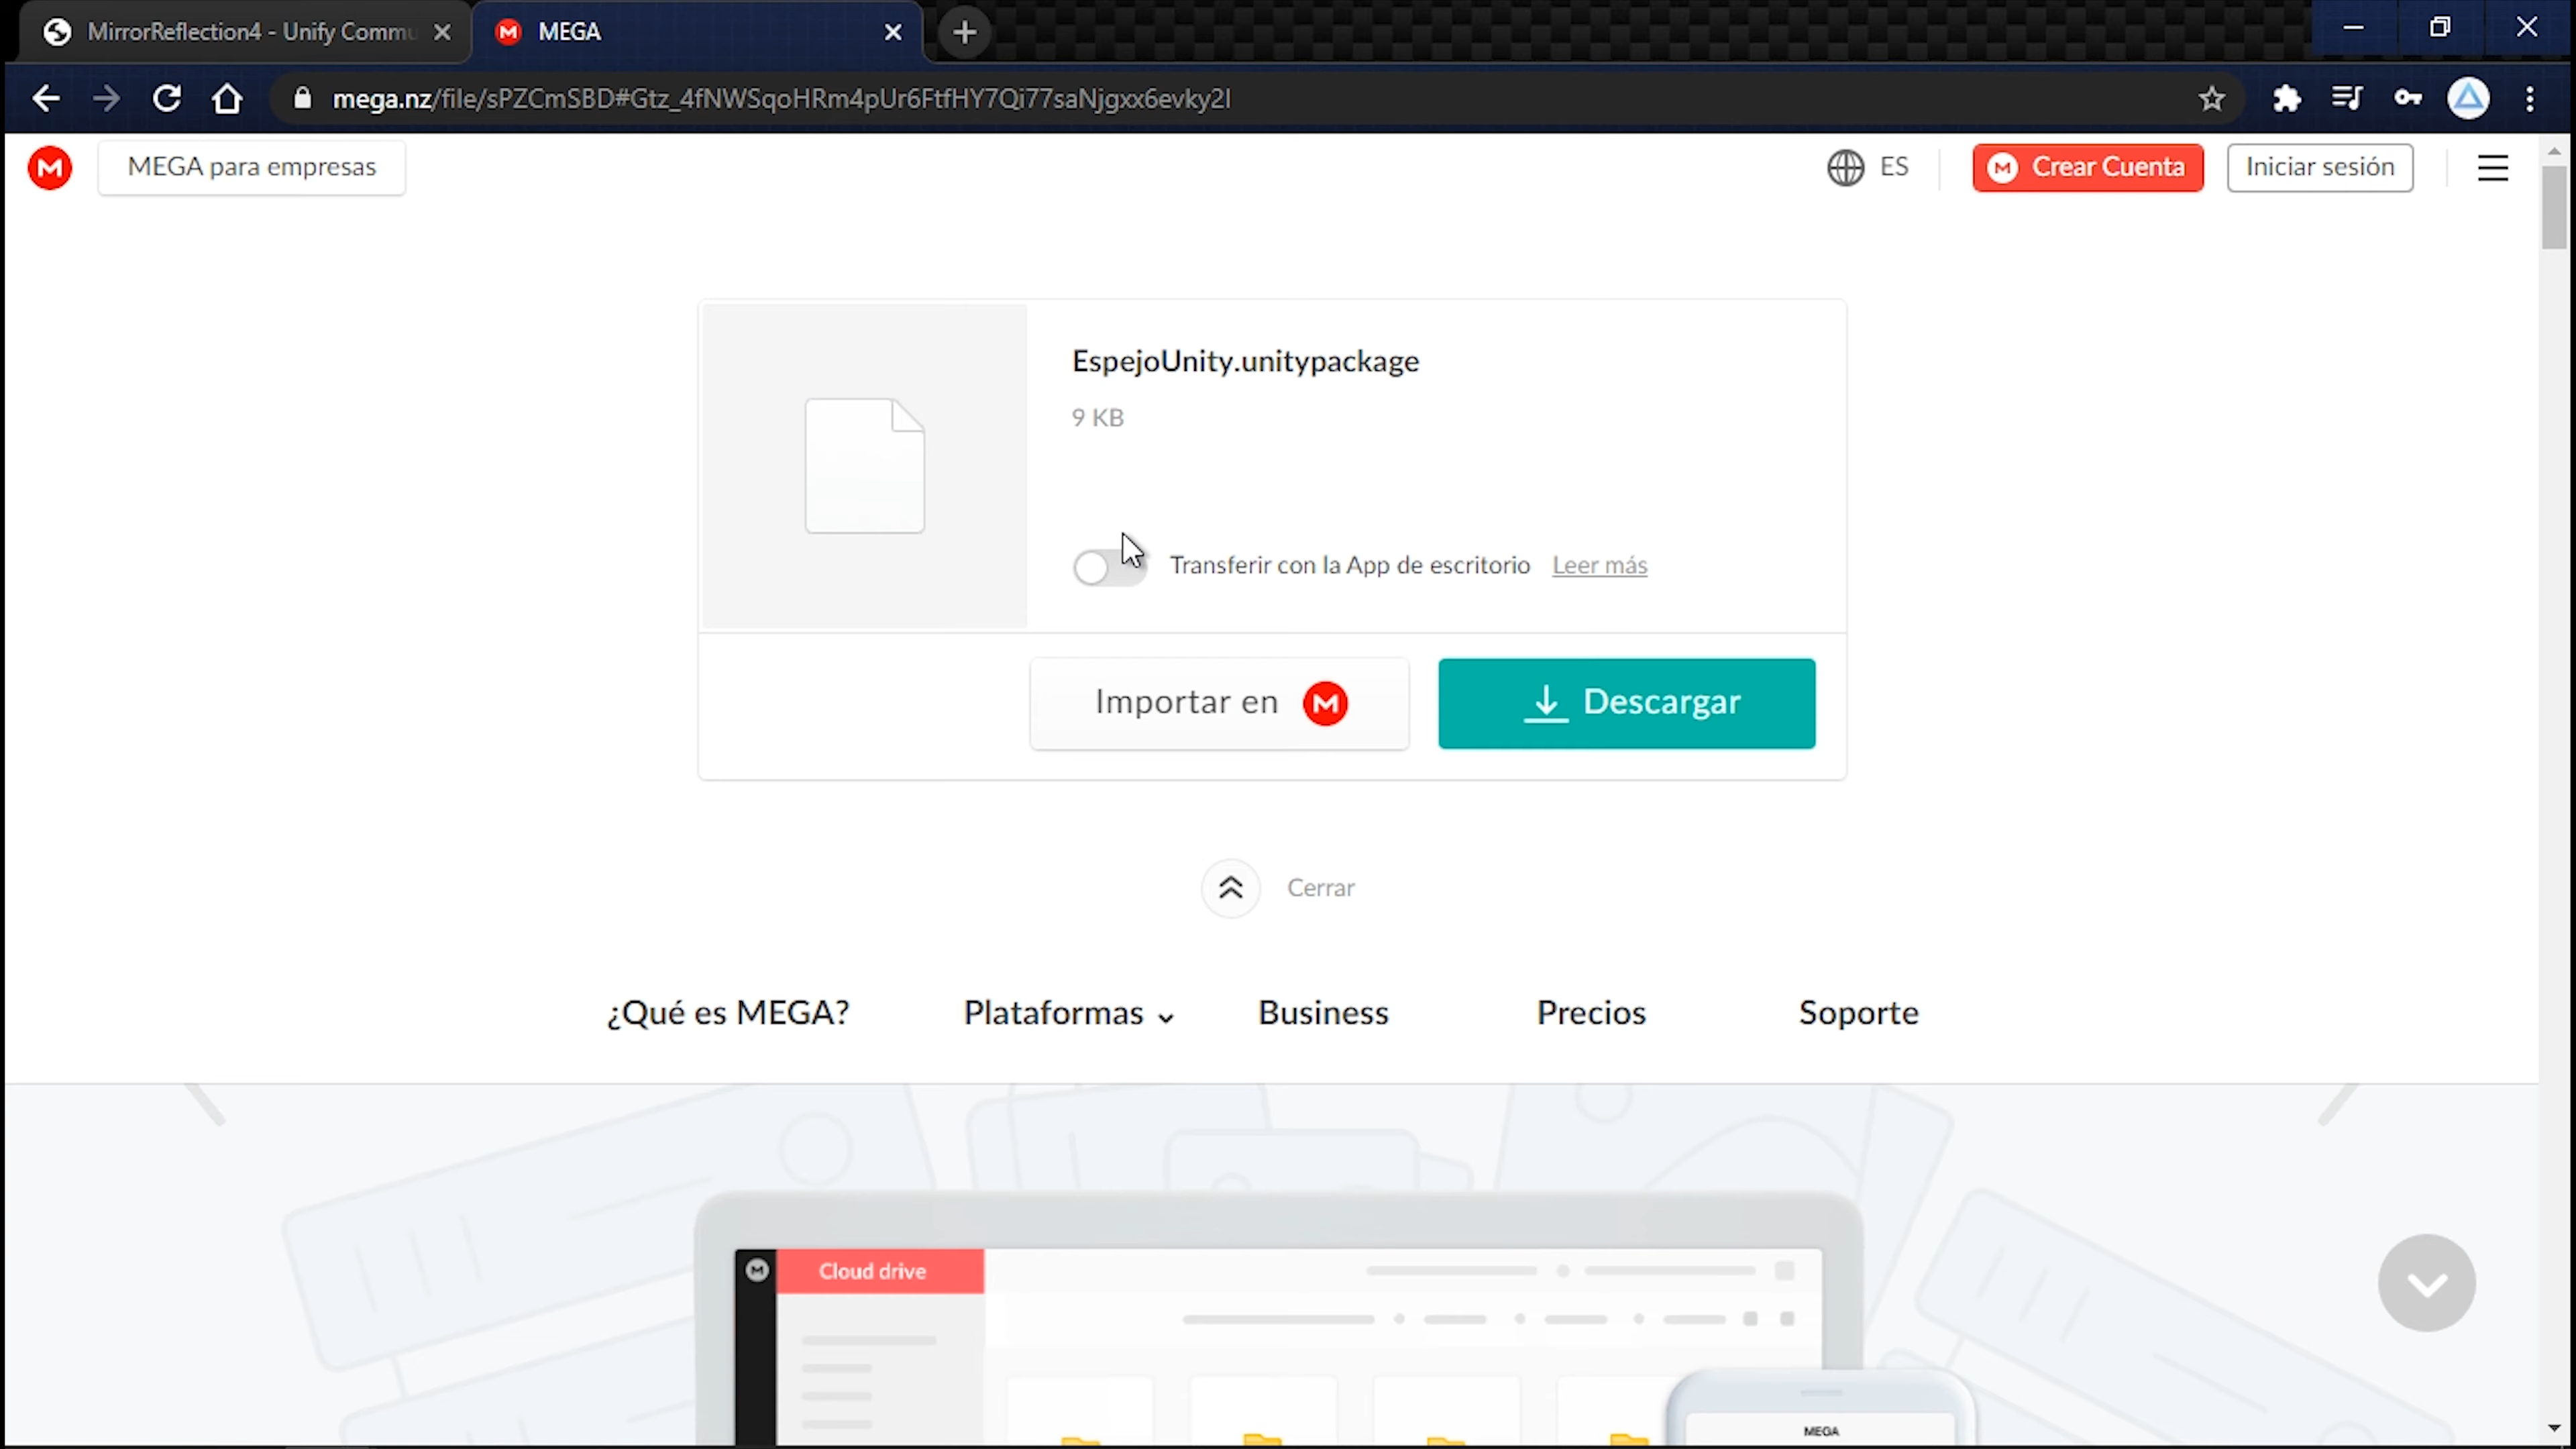 MirrorReflection4 - Unify Commu
MEGA
mega.nz/file/sPZCmSBD#Gtz_4fNWSqoHRm4pUr6FtfHY7Qi77saNjgxx6evky2I
MEGA para empresas
ES
Crear Cuenta
Iniciar sesión
EspejoUnity.unitypackage
9 KB
Transferir con la App de escritorio Leer más
Importar en
Descargar
Cerrar
¿Qué es MEGA? Plataformas Business Precios Soporte
Cloud drive
MEGA